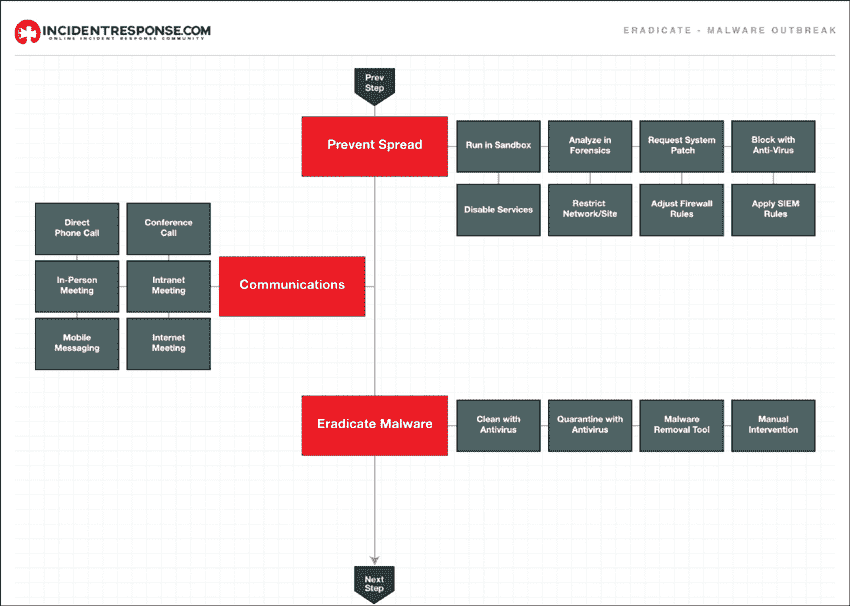 INCIDENTRESPONSE.COM
ONLINE INCIDENT RESPONSE COMMUNITY
ERADICATE - MALWARE OUTBREAK
Prev
Step
Prevent Spread
Run in Sandbox
Analyze in
Forensics
Request System
Patch
Block with
Anti-Virus
Disable Services
Restrict
Network/Site
Adjust Firewall
Rules
Apply SIEM
Rules
Direct
Phone Call
Conference
Call
In-Person
Meeting
Intranet
Meeting
Communications
Mobile
Messaging
Internet
Meeting
Eradicate Malware
Clean with
Antivirus
Quarantine with
Antivirus
Malware
Removal Tool
Manual
Intervention
Next
Step